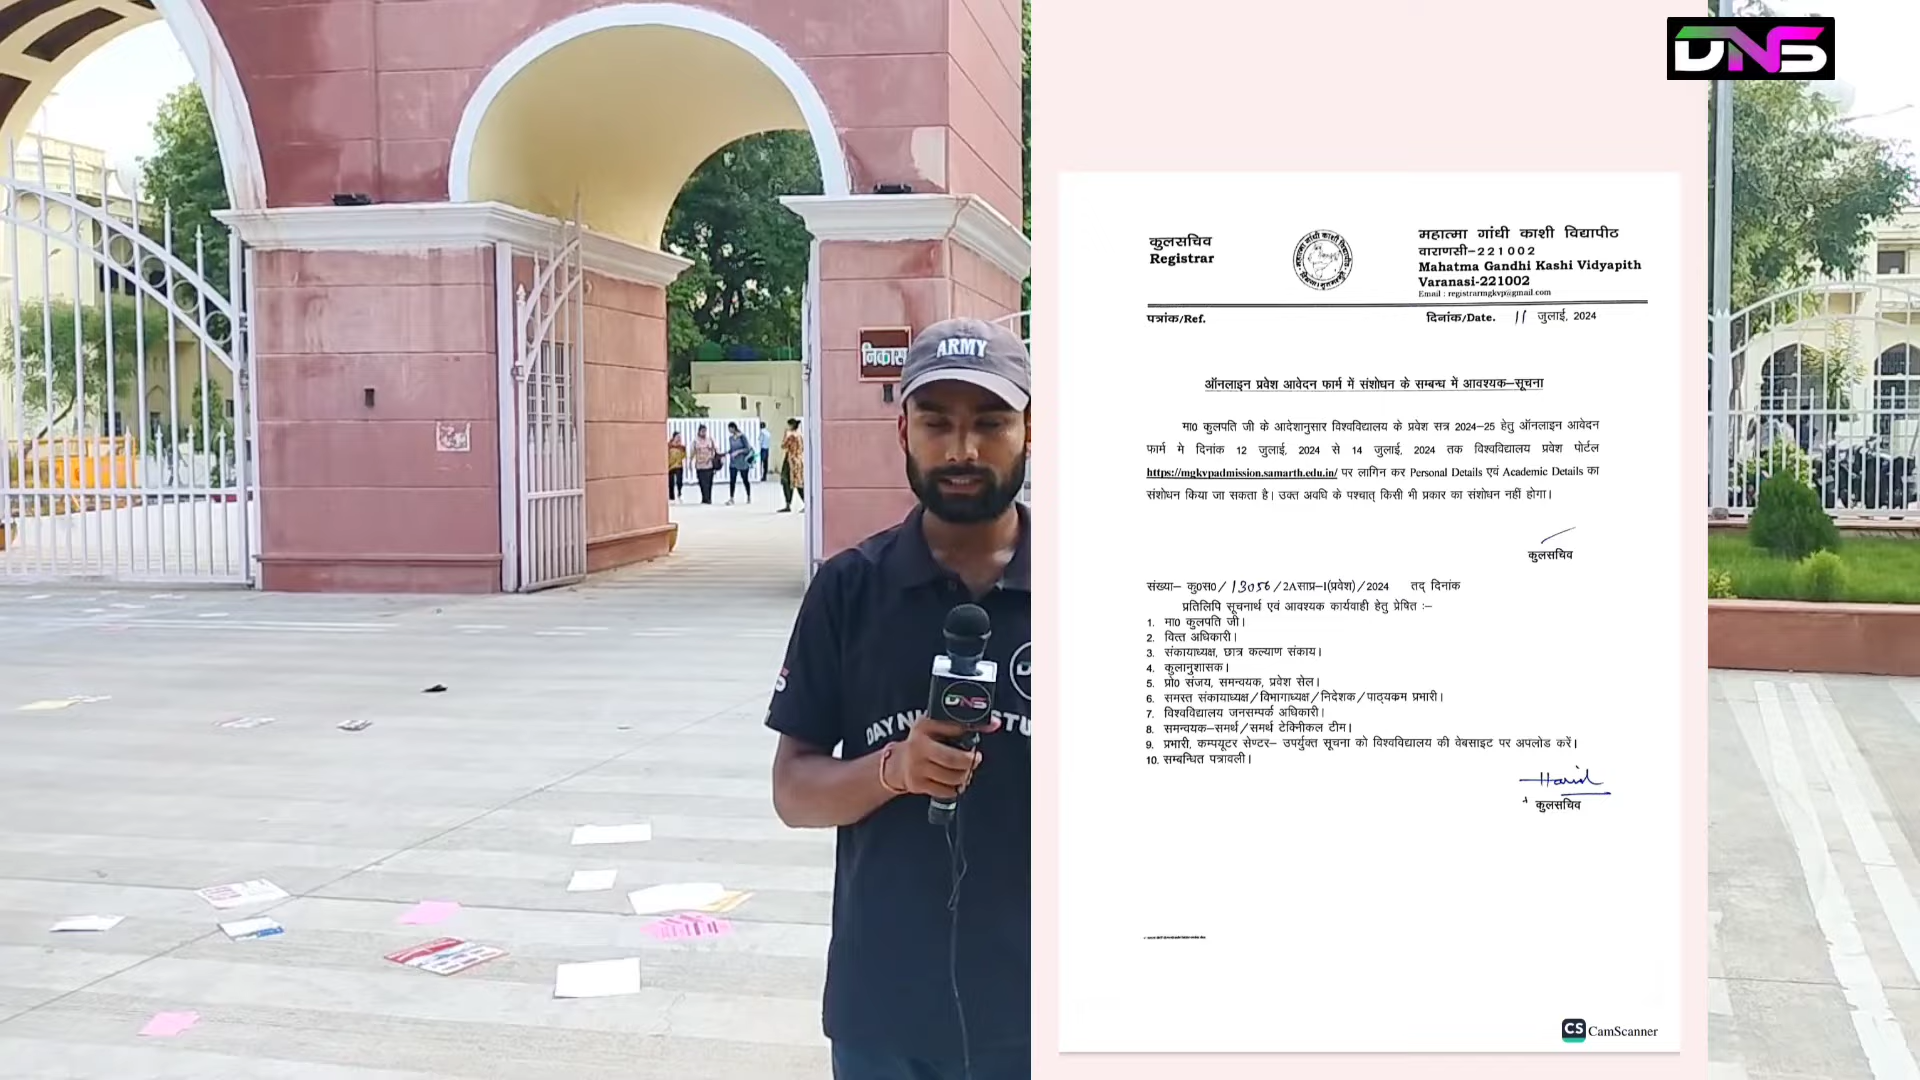 DNS
निकास
ARMY
DNS
DAYN
STU
कुलसचिव
Registrar
महात्मा गांधी काशी विद्यापीठ
वाराणसी–221002
Mahatma Gandhi Kashi Vidyapith
Varanasi-221002
Email : registrarmgkvp@gmail.com
पत्रांक/Ref.
दिनांक/Date. 11 जुलाई, 2024
ऑनलाइन प्रवेश आवेदन फार्म में संशोधन के सम्बन्ध में आवश्यक–सूचना
मा0 कुलपति जी के आदेशानुसार विश्वविद्यालय के प्रवेश सत्र 2024–25 हेतु ऑनलाइन आवेदन
फार्म मे दिनांक 12 जुलाई, 2024 से 14 जुलाई, 2024 तक विश्वविद्यालय प्रवेश पोर्टल
https://mgkvpadmission.samarth.edu.in/ पर लागिन कर Personal Details एवं Academic Details का
संशोधन किया जा सकता है। उक्त अवधि के पश्चात् किसी भी प्रकार का संशोधन नहीं होगा।
कुलसचिव
संख्या– कु0स0/13056/2Aसाप्र–I(प्रवेश)/2024 तद् दिनांक
प्रतिलिपि सूचनार्थ एवं आवश्यक कार्यवाही हेतु प्रेषित :–
1. मा0 कुलपति जी।
2. वित्त अधिकारी।
3. संकायाध्यक्ष, छात्र कल्याण संकाय।
4. कुलानुशासक।
5. प्रो0 संजय, समन्वयक, प्रवेश सेल।
6. समस्त संकायाध्यक्ष/विभागाध्यक्ष/निदेशक/पाठ्यक्रम प्रभारी।
7. विश्वविद्यालय जनसम्पर्क अधिकारी।
8. समन्वयक–समर्थ/समर्थ टेक्निीकल टीम।
9. प्रभारी, कम्पयूटर सेण्टर– उपर्युक्त सूचना को विश्वविद्यालय की वेबसाइट पर अपलोड करें।
10. सम्बन्धित पत्रावली।
कुलसचिव
CS CamScanner